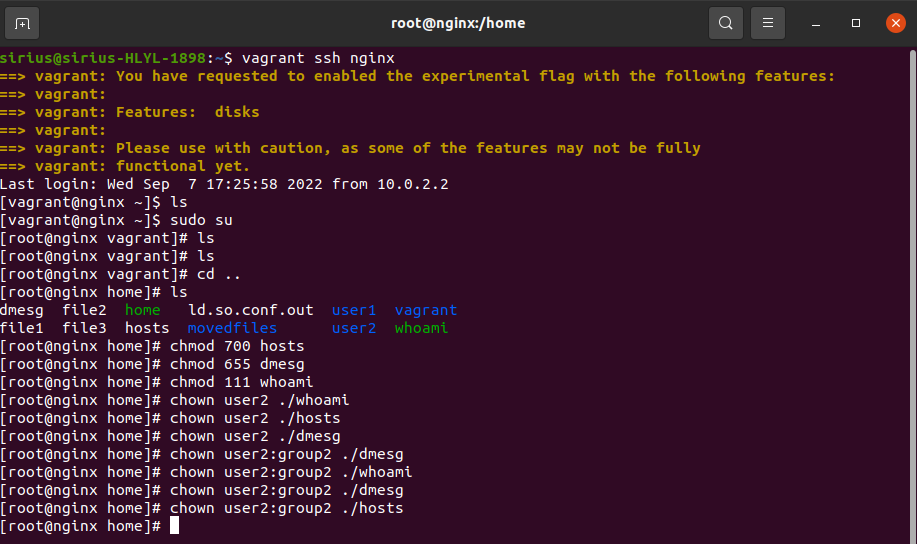 root@nginx:/home
sirius@sirius-HLYL-1898:~$ vagrant ssh nginx
==> vagrant: You have requested to enabled the experimental flag with the following features:
==> vagrant:
==> vagrant: Features:  disks
==> vagrant:
==> vagrant: Please use with caution, as some of the features may not be fully
==> vagrant: functional yet.
Last login: Wed Sep  7 17:25:58 2022 from 10.0.2.2
[vagrant@nginx ~]$ ls
[vagrant@nginx ~]$ sudo su
[root@nginx vagrant]# ls
[root@nginx vagrant]# ls
[root@nginx vagrant]# cd ..
[root@nginx home]# ls
dmesg  file2  home   ld.so.conf.out  user1  vagrant
file1  file3  hosts  movedfiles      user2  whoami
[root@nginx home]# chmod 700 hosts
[root@nginx home]# chmod 655 dmesg
[root@nginx home]# chmod 111 whoami
[root@nginx home]# chown user2 ./whoami
[root@nginx home]# chown user2 ./hosts
[root@nginx home]# chown user2 ./dmesg
[root@nginx home]# chown user2:group2 ./dmesg
[root@nginx home]# chown user2:group2 ./whoami
[root@nginx home]# chown user2:group2 ./dmesg
[root@nginx home]# chown user2:group2 ./hosts
[root@nginx home]#